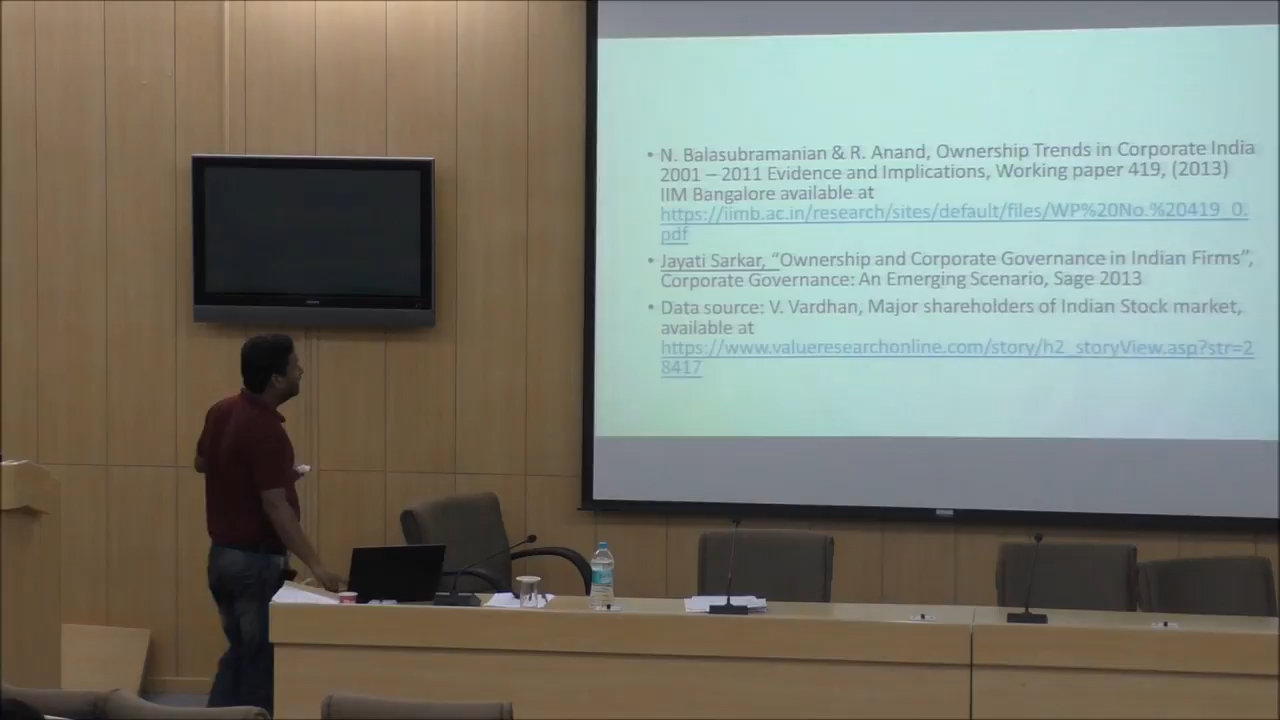 • N. Balasubramanian & R. Anand, Ownership Trends in Corporate India
2001 – 2011 Evidence and Implications, Working paper 419, (2013)
IIM Bangalore available at
https://iimb.ac.in/research/sites/default/files/WP%20No.%20419_0.
pdf
• Jayati Sarkar, “Ownership and Corporate Governance in Indian Firms”,
Corporate Governance: An Emerging Scenario, Sage 2013
• Data source: V. Vardhan, Major shareholders of Indian Stock market,
available at
https://www.valueresearchonline.com/story/h2_storyView.asp?str=2
8417